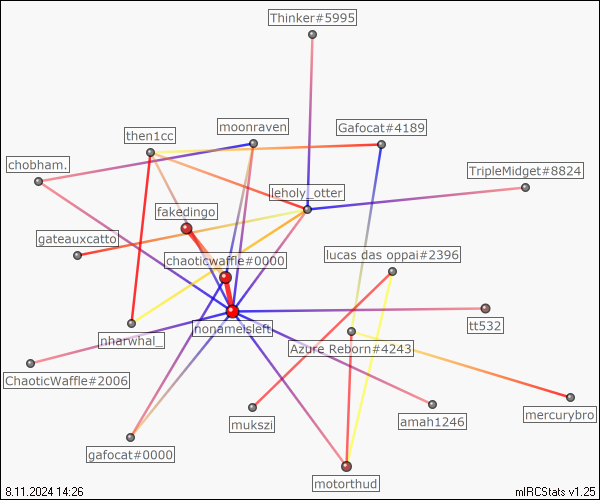 Thinker#5995
moonraven
Gafocat#4189
then1cc
chobham.
TripleMidget#8824
leholy_otter
fakedingo
gateauxcatto
lucas das oppai#2396
chaoticwaffle#0000
nonameisleft
tt532
nharwhal_
Azure Reborn#4243
ChaoticWaffle#2006
mercurybro
amah1246
mukszi
gafocat#0000
motorthud
8.11.2024 14:26
mIRCStats v1.25